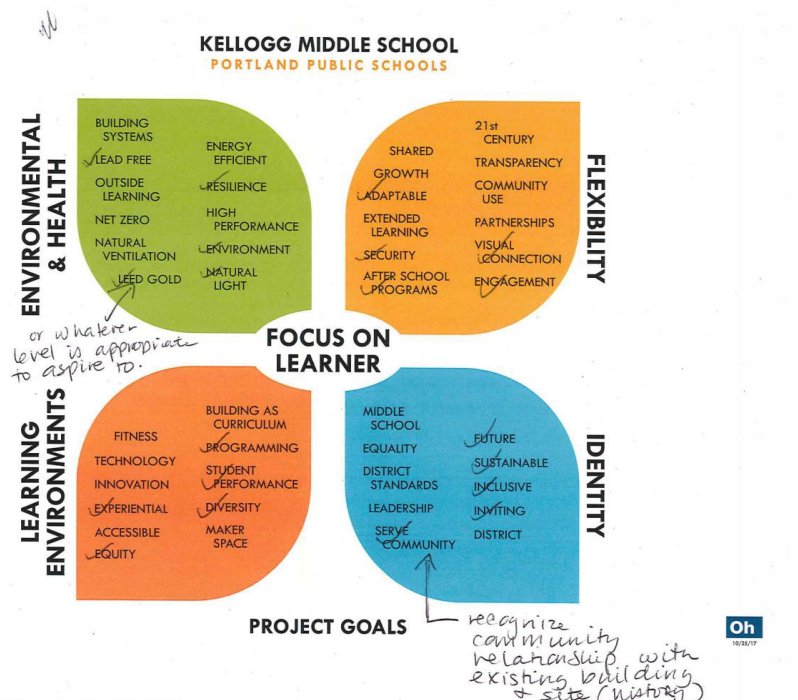 KELLOGG MIDDLE SCHOOL
PORTLAND PUBLIC SCHOOLS
ENVIRONMENTAL
& HEALTH
BUILDING
SYSTEMS
LEAD FREE
OUTSIDE
LEARNING
NET ZERO
NATURAL
VENTILATION
LEED GOLD
ENERGY
EFFICIENT
RESILIENCE
HIGH
PERFORMANCE
ENVIRONMENT
NATURAL
LIGHT
or whatever
level is appropriate
to aspire to.
SHARED
GROWTH
ADAPTABLE
EXTENDED
LEARNING
SECURITY
AFTER SCHOOL
PROGRAMS
21st
CENTURY
TRANSPARENCY
COMMUNITY
USE
PARTNERSHIPS
VISUAL
CONNECTION
ENGAGEMENT
FLEXIBILITY
FOCUS ON
LEARNER
LEARNING
ENVIRONMENTS
FITNESS
TECHNOLOGY
INNOVATION
EXPERIENTIAL
ACCESSIBLE
EQUITY
BUILDING AS
CURRICULUM
PROGRAMMING
STUDENT
PERFORMANCE
DIVERSITY
MAKER
SPACE
MIDDLE
SCHOOL
EQUALITY
DISTRICT
STANDARDS
LEADERSHIP
SERVE
COMMUNITY
FUTURE
SUSTAINABLE
INCLUSIVE
INVITING
DISTRICT
IDENTITY
PROJECT GOALS
recognize
community
relationship with
existing building
& site (history)
Oh
10/25/17